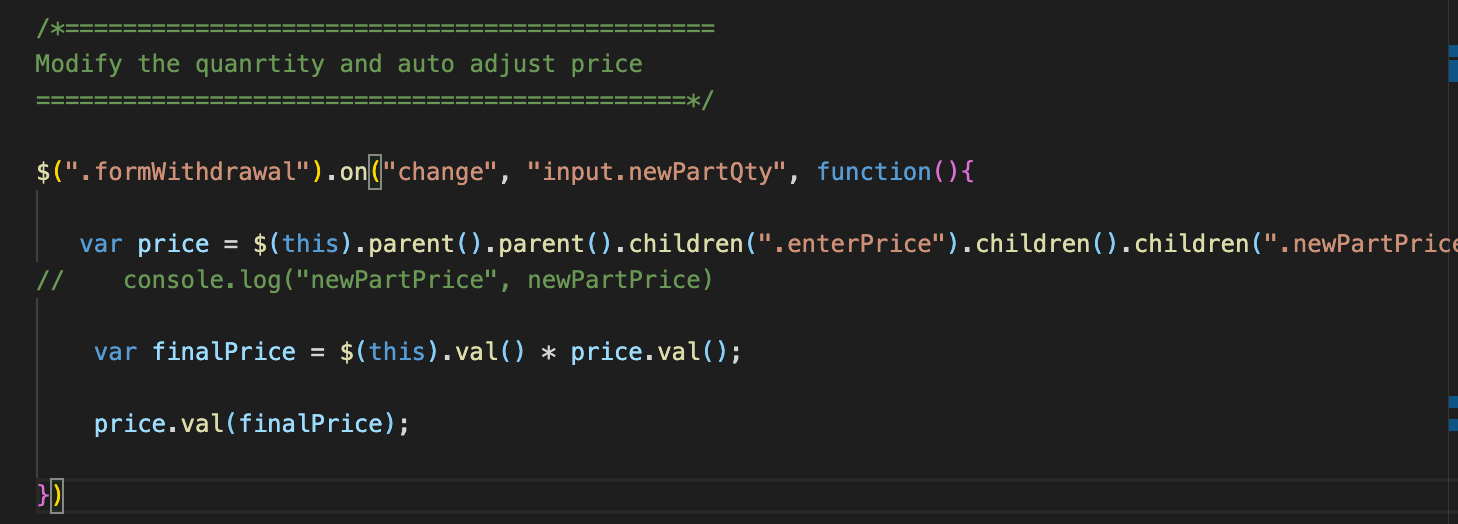 /*=============================================
Modify the quanrtity and auto adjust price
=============================================*/
$(".formWithdrawal").on("change", "input.newPartQty", function(){
var price = $(this).parent().parent().children(".enterPrice").children().children(".newPartPrice
//    console.log("newPartPrice", newPartPrice)
var finalPrice = $(this).val() * price.val();
price.val(finalPrice);
})